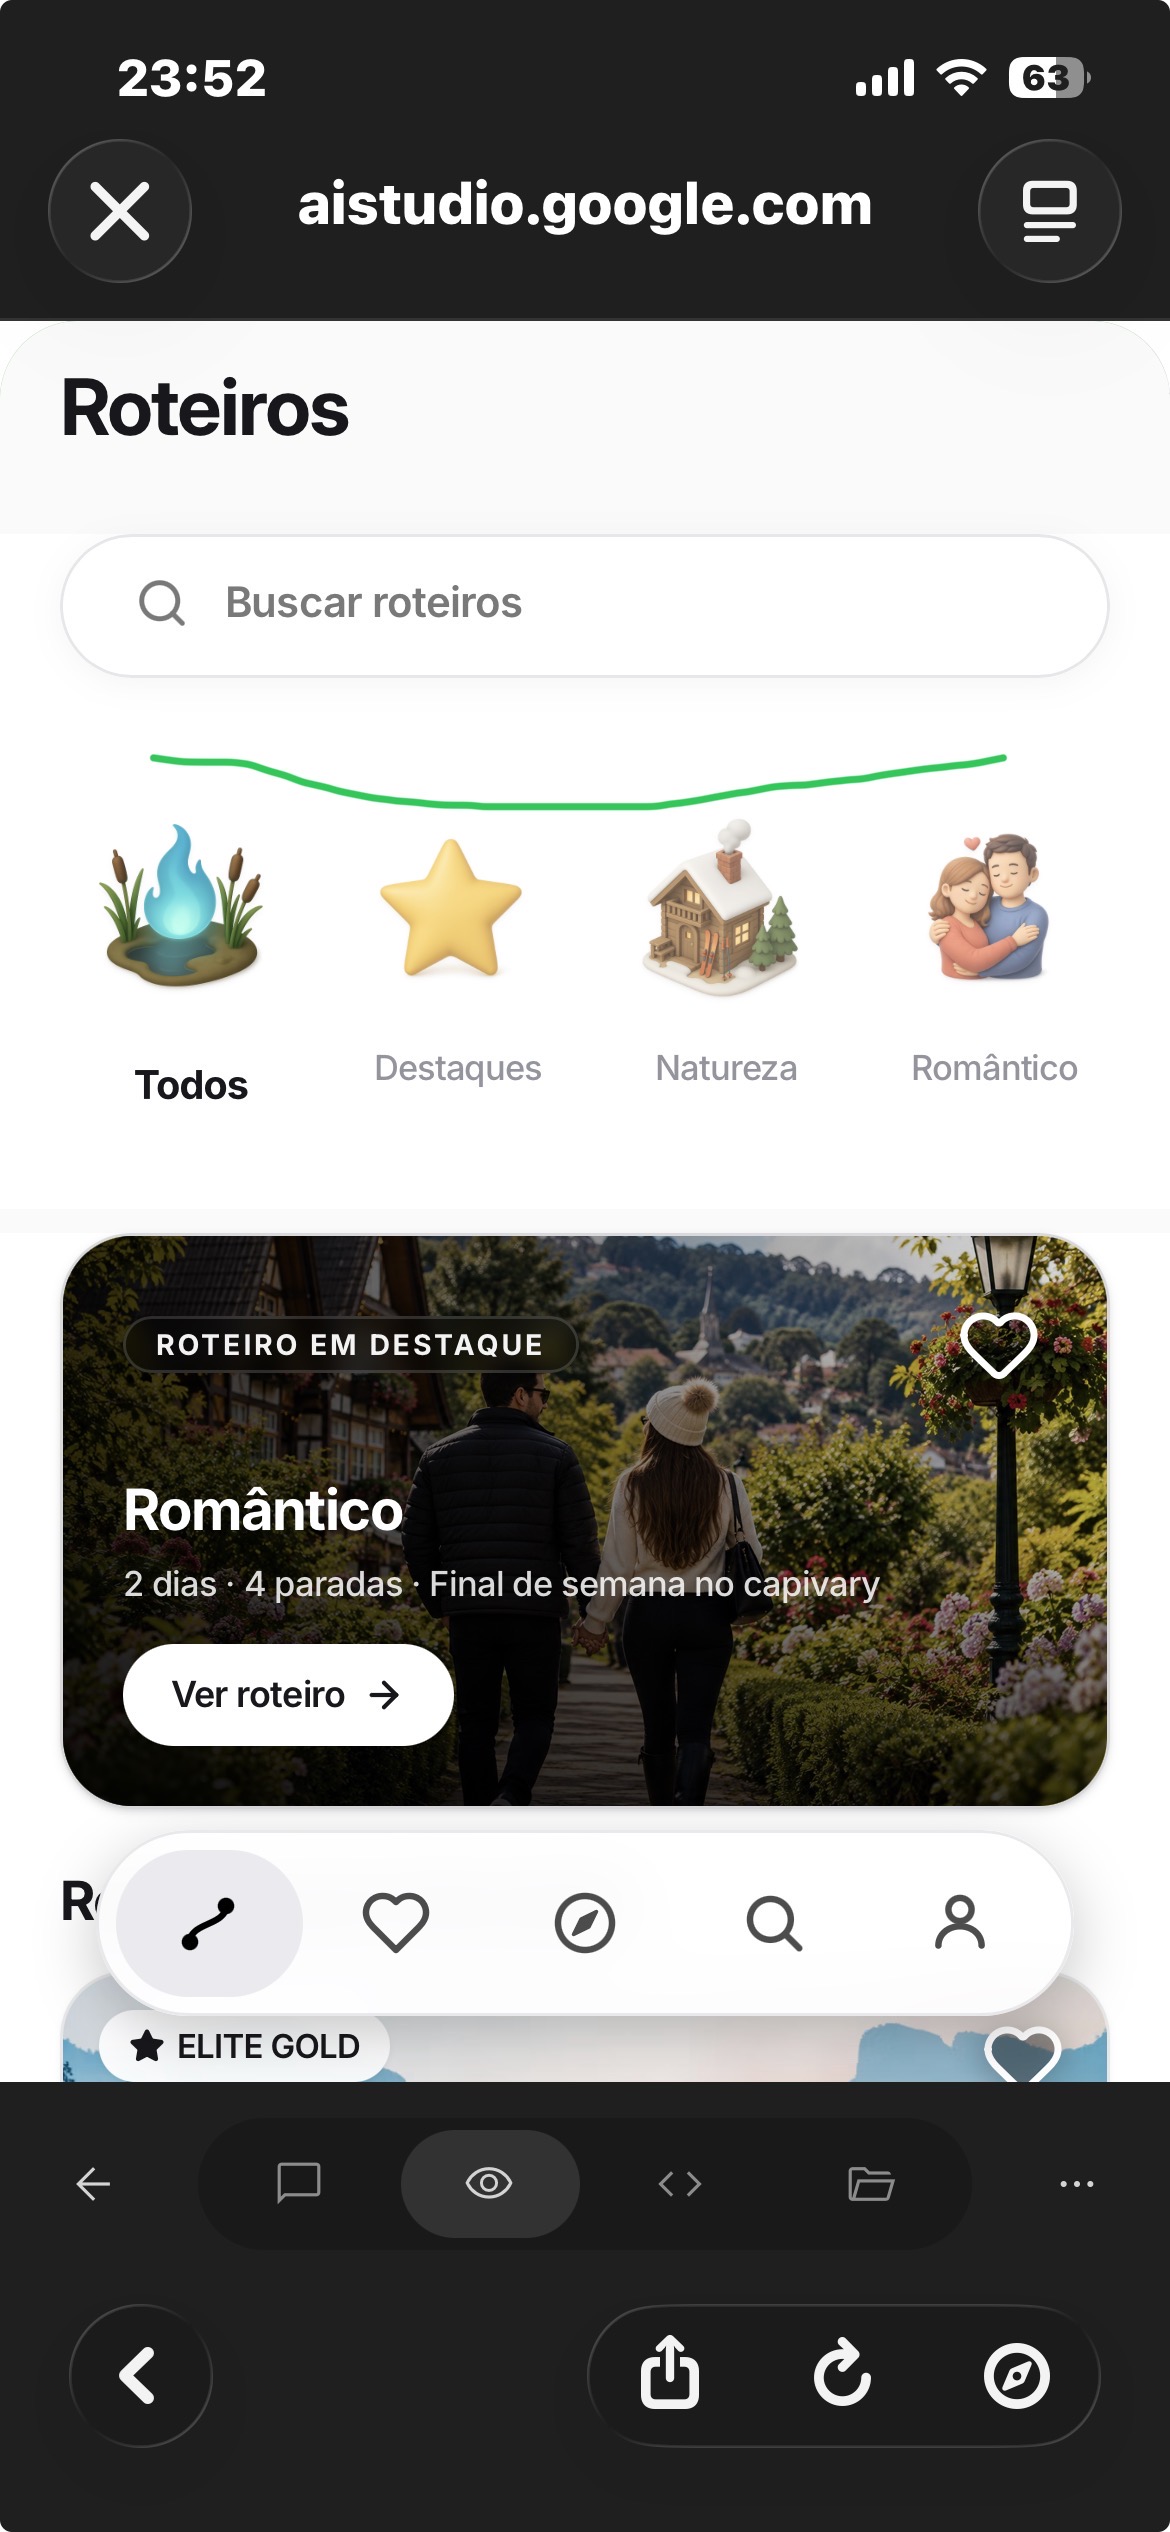 23:52
63
aistudio.google.com
Roteiros
Buscar roteiros
Todos
Destaques
Natureza
Romântico
ROTEIRO EM DESTAQUE
Romântico
2 dias · 4 paradas · Final de semana no capivary
Ver roteiro
ELITE GOLD